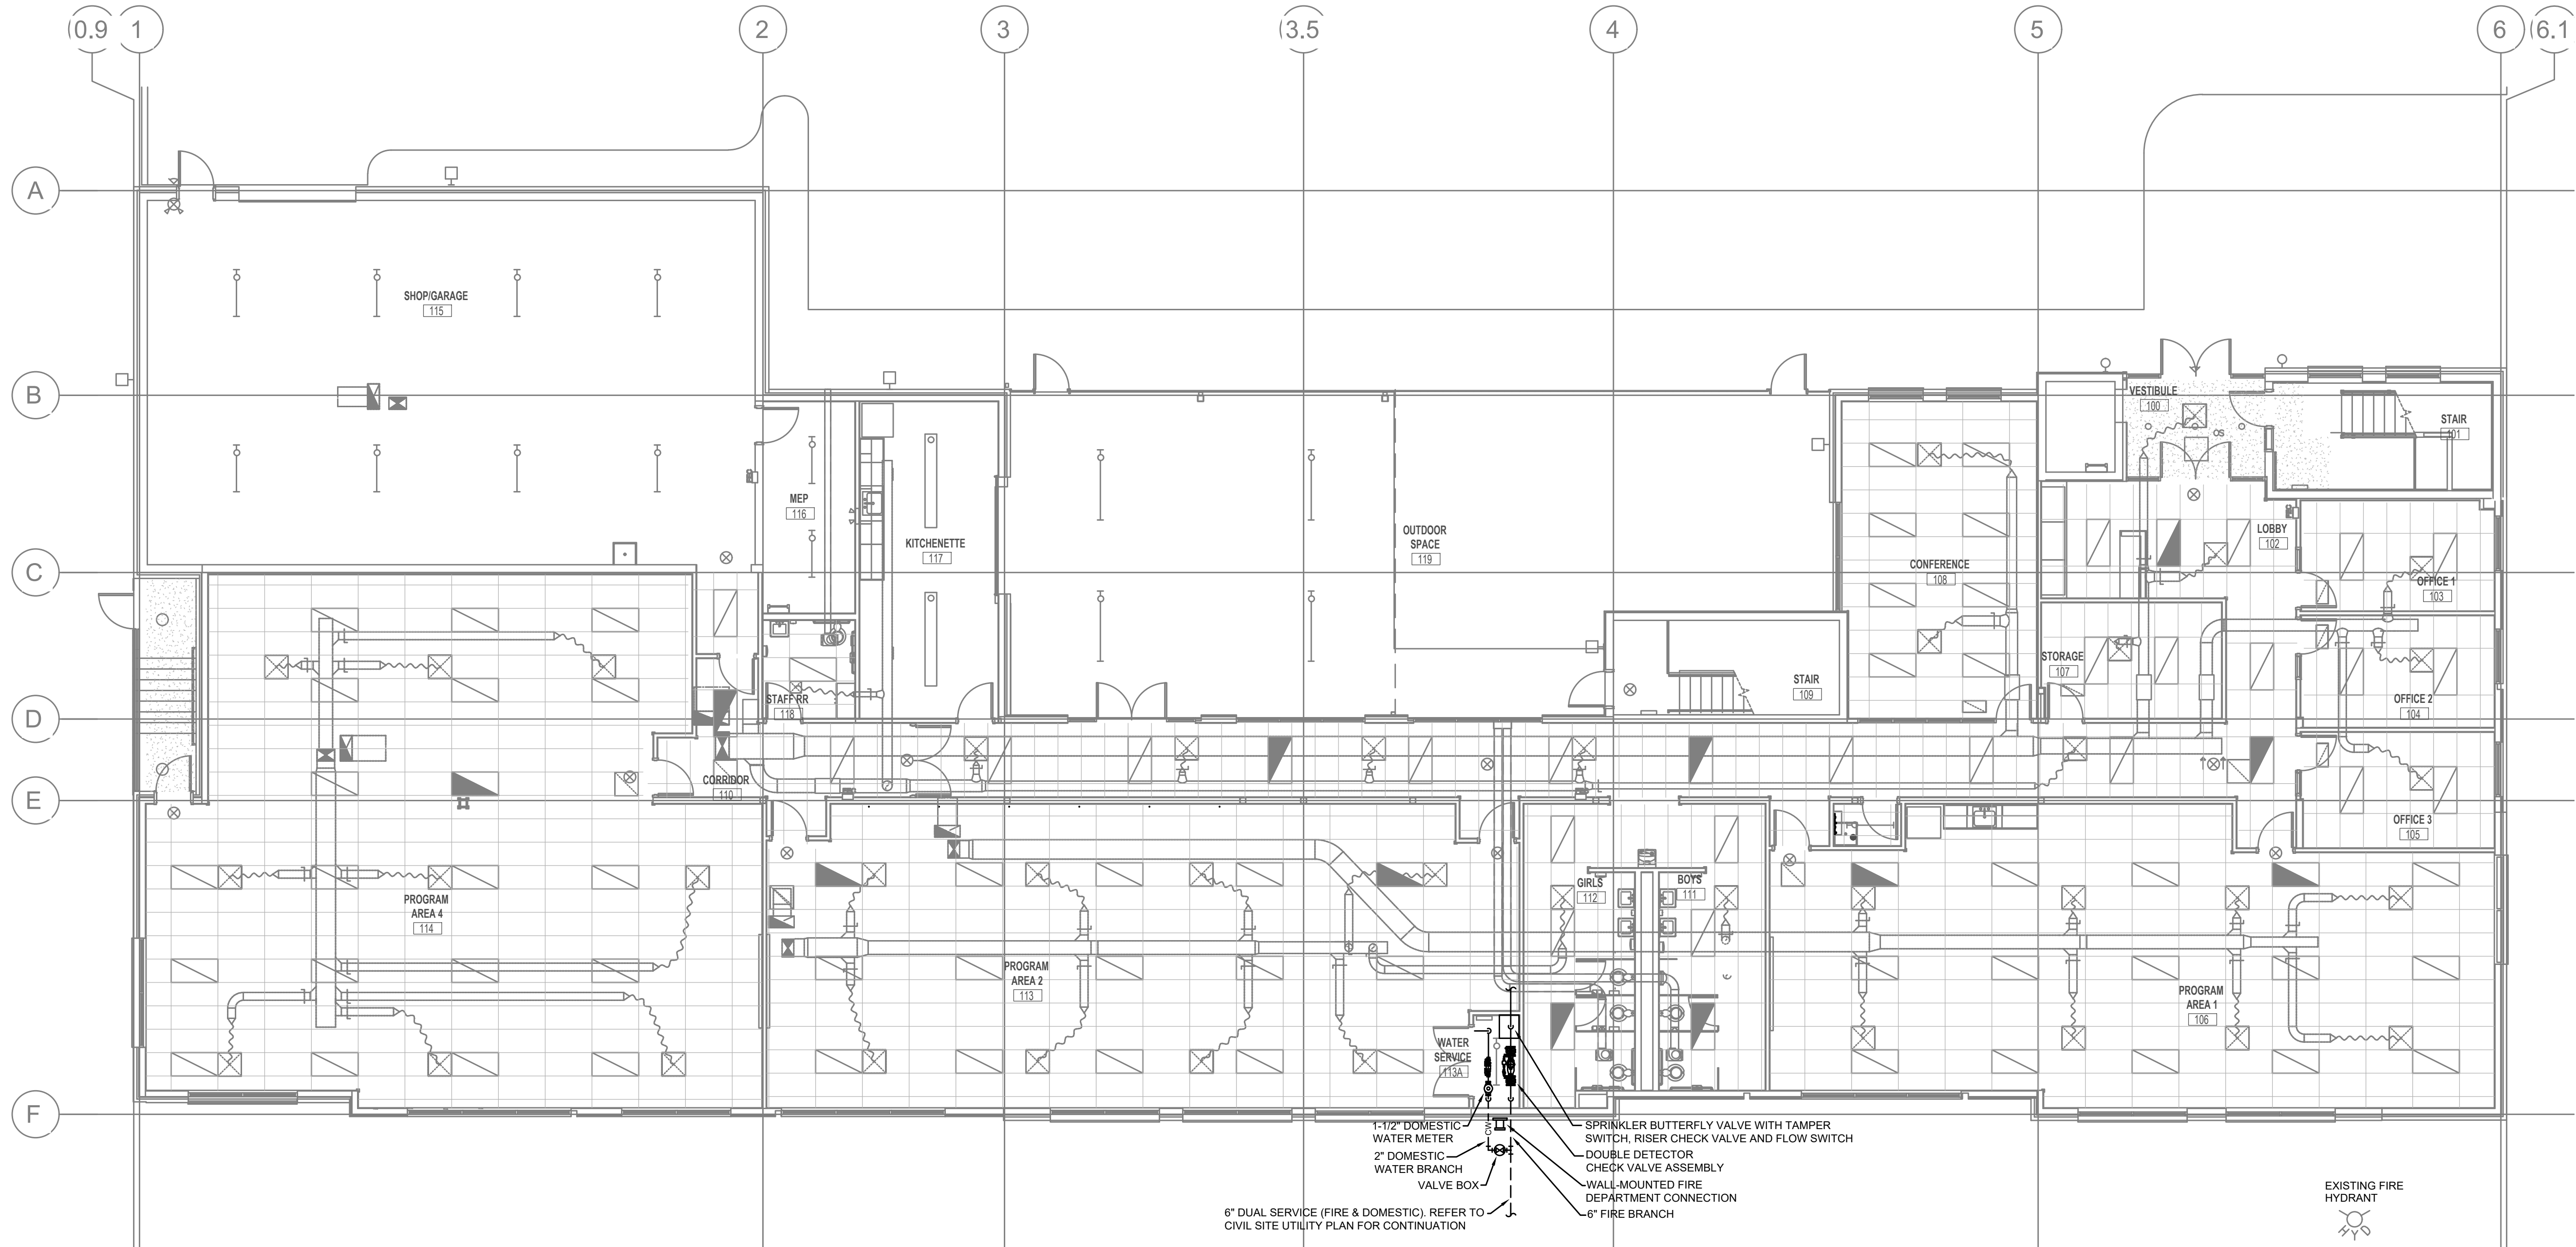 0.9
1
2
3
3.5
4
5
6
6.1
A
B
C
D
E
F
SHOP/GARAGE
115
MEP
116
KITCHENETTE
117
STAFF RR
118
CORRIDOR
110
OUTDOOR
SPACE
119
STAIR
109
CONFERENCE
108
VESTIBULE
100
OS
STAIR
101
LOBBY
102
OFFICE 1
103
STORAGE
107
OFFICE 2
104
OFFICE 3
105
PROGRAM
AREA 4
114
PROGRAM
AREA 2
113
GIRLS
112
BOYS
111
PROGRAM
AREA 1
106
WATER
SERVICE
113A
CW
1-1/2" DOMESTIC
WATER METER
2" DOMESTIC
WATER BRANCH
VALVE BOX
6" DUAL SERVICE (FIRE & DOMESTIC). REFER TO
CIVIL SITE UTILITY PLAN FOR CONTINUATION
SPRINKLER BUTTERFLY VALVE WITH TAMPER
SWITCH, RISER CHECK VALVE AND FLOW SWITCH
DOUBLE DETECTOR
CHECK VALVE ASSEMBLY
WALL-MOUNTED FIRE
DEPARTMENT CONNECTION
6" FIRE BRANCH
EXISTING FIRE
HYDRANT
HYD